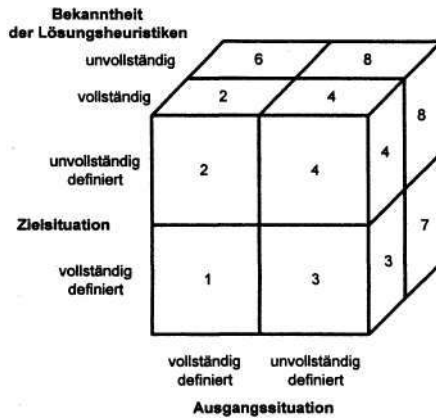 Bekanntheit
der Lösungsheuristiken
unvollständig
6 8
vollständig
2 4
8
unvollständig
definiert
2 4 4
Zielsituation
7
vollständig
definiert
1 3 3
vollständig
definiert
unvollständig
definiert
Ausgangssituation